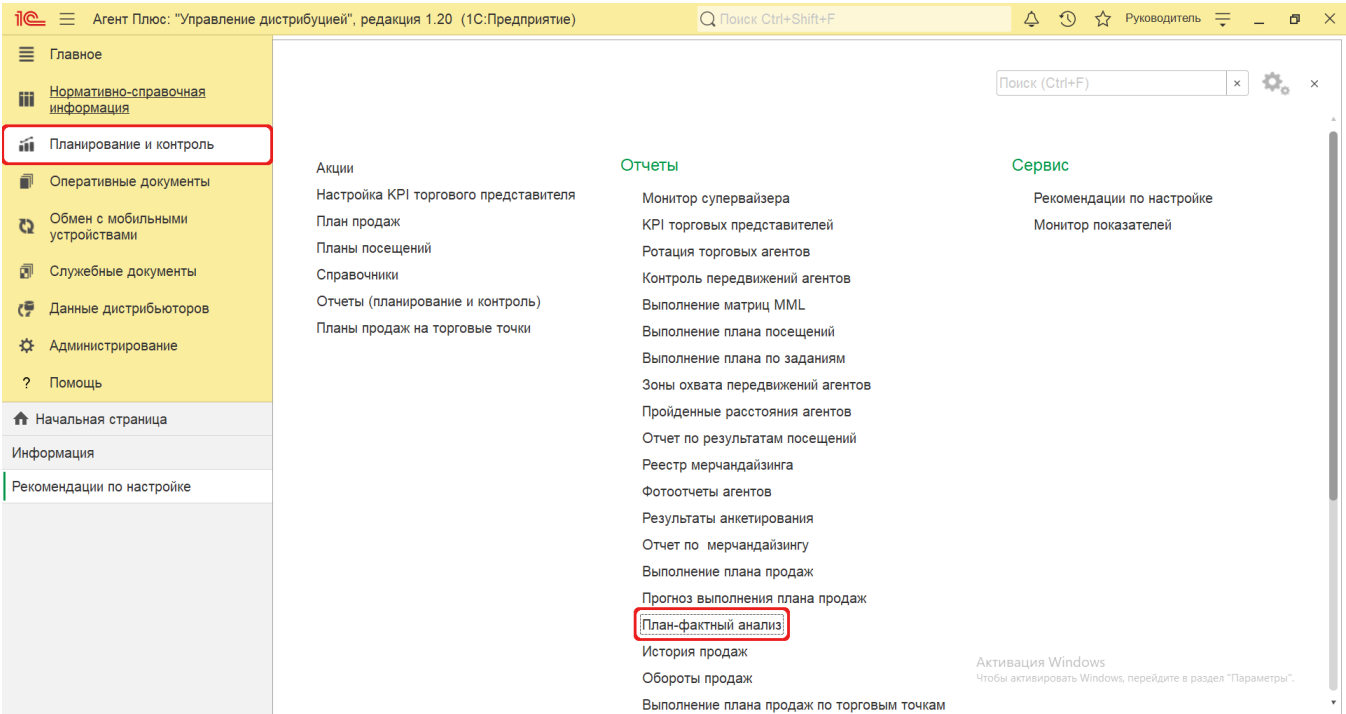 1С Агент Плюс: "Управление дистрибуцией", редакция 1.20 (1С:Предприятие)
Поиск Ctrl+Shift+F
Руководитель
Главное
Нормативно-справочная
информация
Планирование и контроль
Оперативные документы
Обмен с мобильными
устройствами
Служебные документы
Данные дистрибьюторов
Администрирование
? Помощь
Начальная страница
Информация
Рекомендации по настройке
Поиск (Ctrl+F)
×
Акции
Настройка KPI торгового представителя
План продаж
Планы посещений
Справочники
Отчеты (планирование и контроль)
Планы продаж на торговые точки
Отчеты
Монитор супервайзера
KPI торговых представителей
Ротация торговых агентов
Контроль передвижений агентов
Выполнение матриц MML
Выполнение плана посещений
Выполнение плана по заданиям
Зоны охвата передвижений агентов
Пройденные расстояния агентов
Отчет по результатам посещений
Реестр мерчандайзинга
Фотоотчеты агентов
Результаты анкетирования
Отчет по мерчандайзингу
Выполнение плана продаж
Прогноз выполнения плана продаж
План-фактный анализ
История продаж
Обороты продаж
Выполнение плана продаж по торговым точкам
Сервис
Рекомендации по настройке
Монитор показателей
Активация Windows
Чтобы активировать Windows, перейдите в раздел "Параметры".